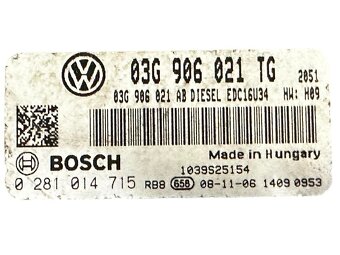 03G 906 021 TG 2051
03G 906 021 AB DIESEL EDC16U34 HW: H09
Made in Hungary
BOSCH
1039S25154
0 281 014 715 RB8 658 08-11-06 1409 0953